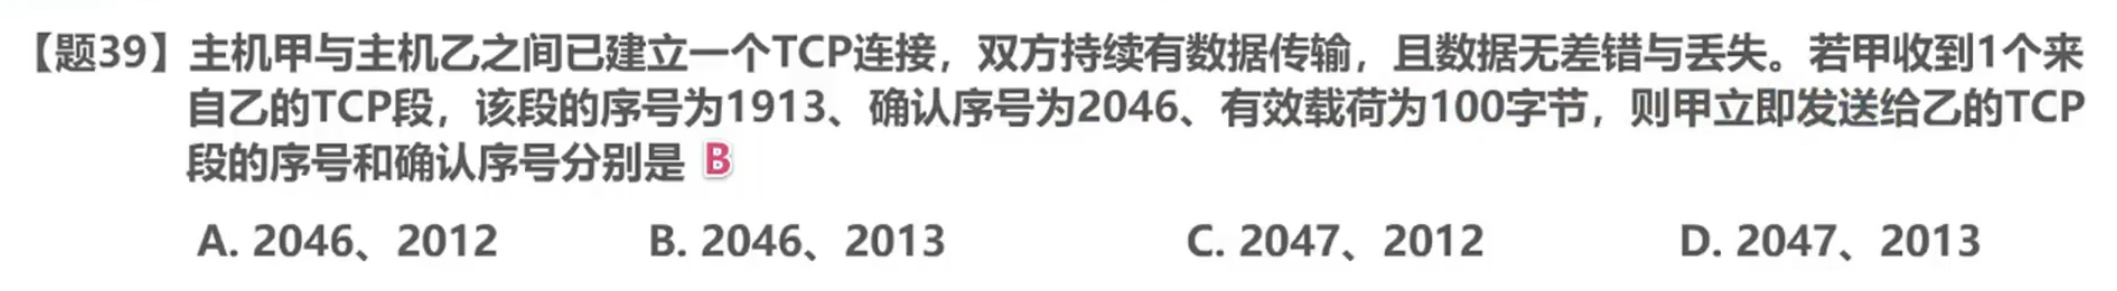 【题39】主机甲与主机乙之间已建立一个TCP连接，双方持续有数据传输，且数据无差错与丢失。若甲收到1个来
自乙的TCP段，该段的序号为1913、确认序号为2046、有效载荷为100字节，则甲立即发送给乙的TCP
段的序号和确认序号分别是 B
A. 2046、2012 B. 2046、2013 C. 2047、2012 D. 2047、2013